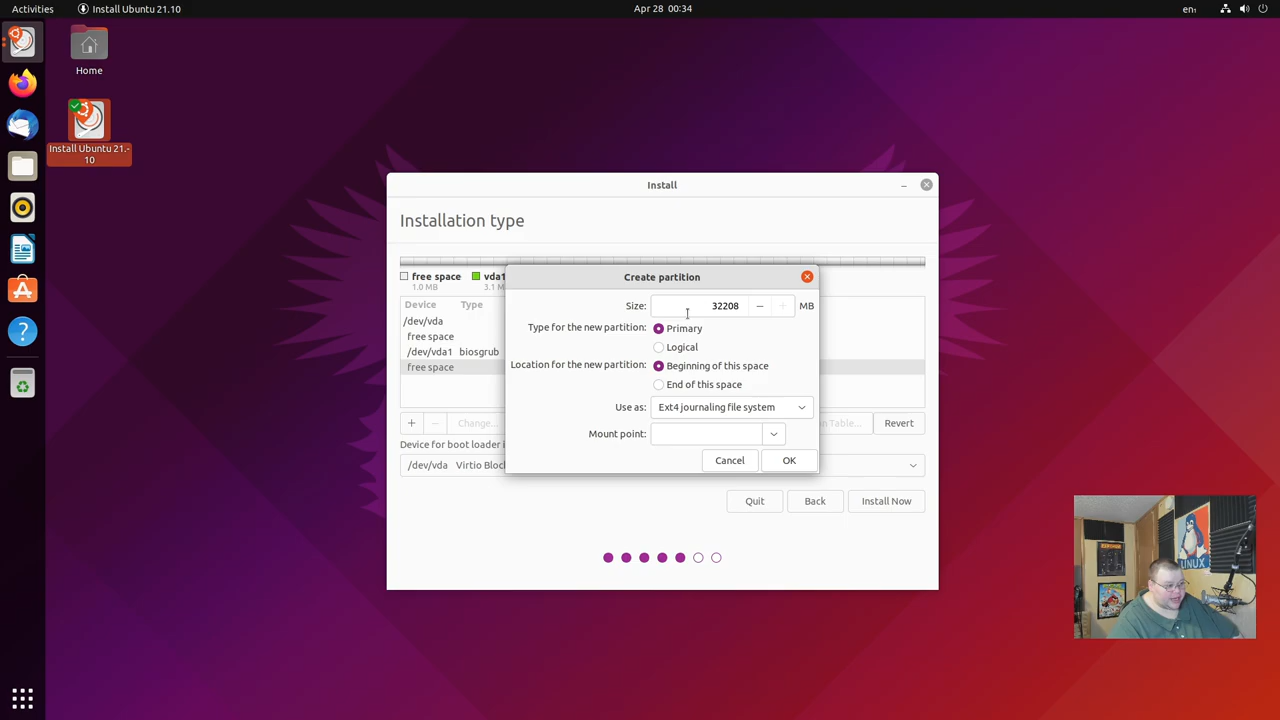 Activities
Install Ubuntu 21.10
Apr 28 00:34
en₁
Home
Install Ubuntu 21.-
10
Install
Installation type
free space
1.0 MB
vda1
3.1 M
Device
Type
/dev/vda
free space
/dev/vda1 biosgrub
free space
+
−
Change...
n Table...
Revert
Device for boot loader i
/dev/vda Virtio Block
Quit
Back
Install Now
Create partition
Size:
32208
MB
Type for the new partition:
Primary
Logical
Location for the new partition:
Beginning of this space
End of this space
Use as:
Ext4 journaling file system
Mount point:
Cancel
OK
LINUX